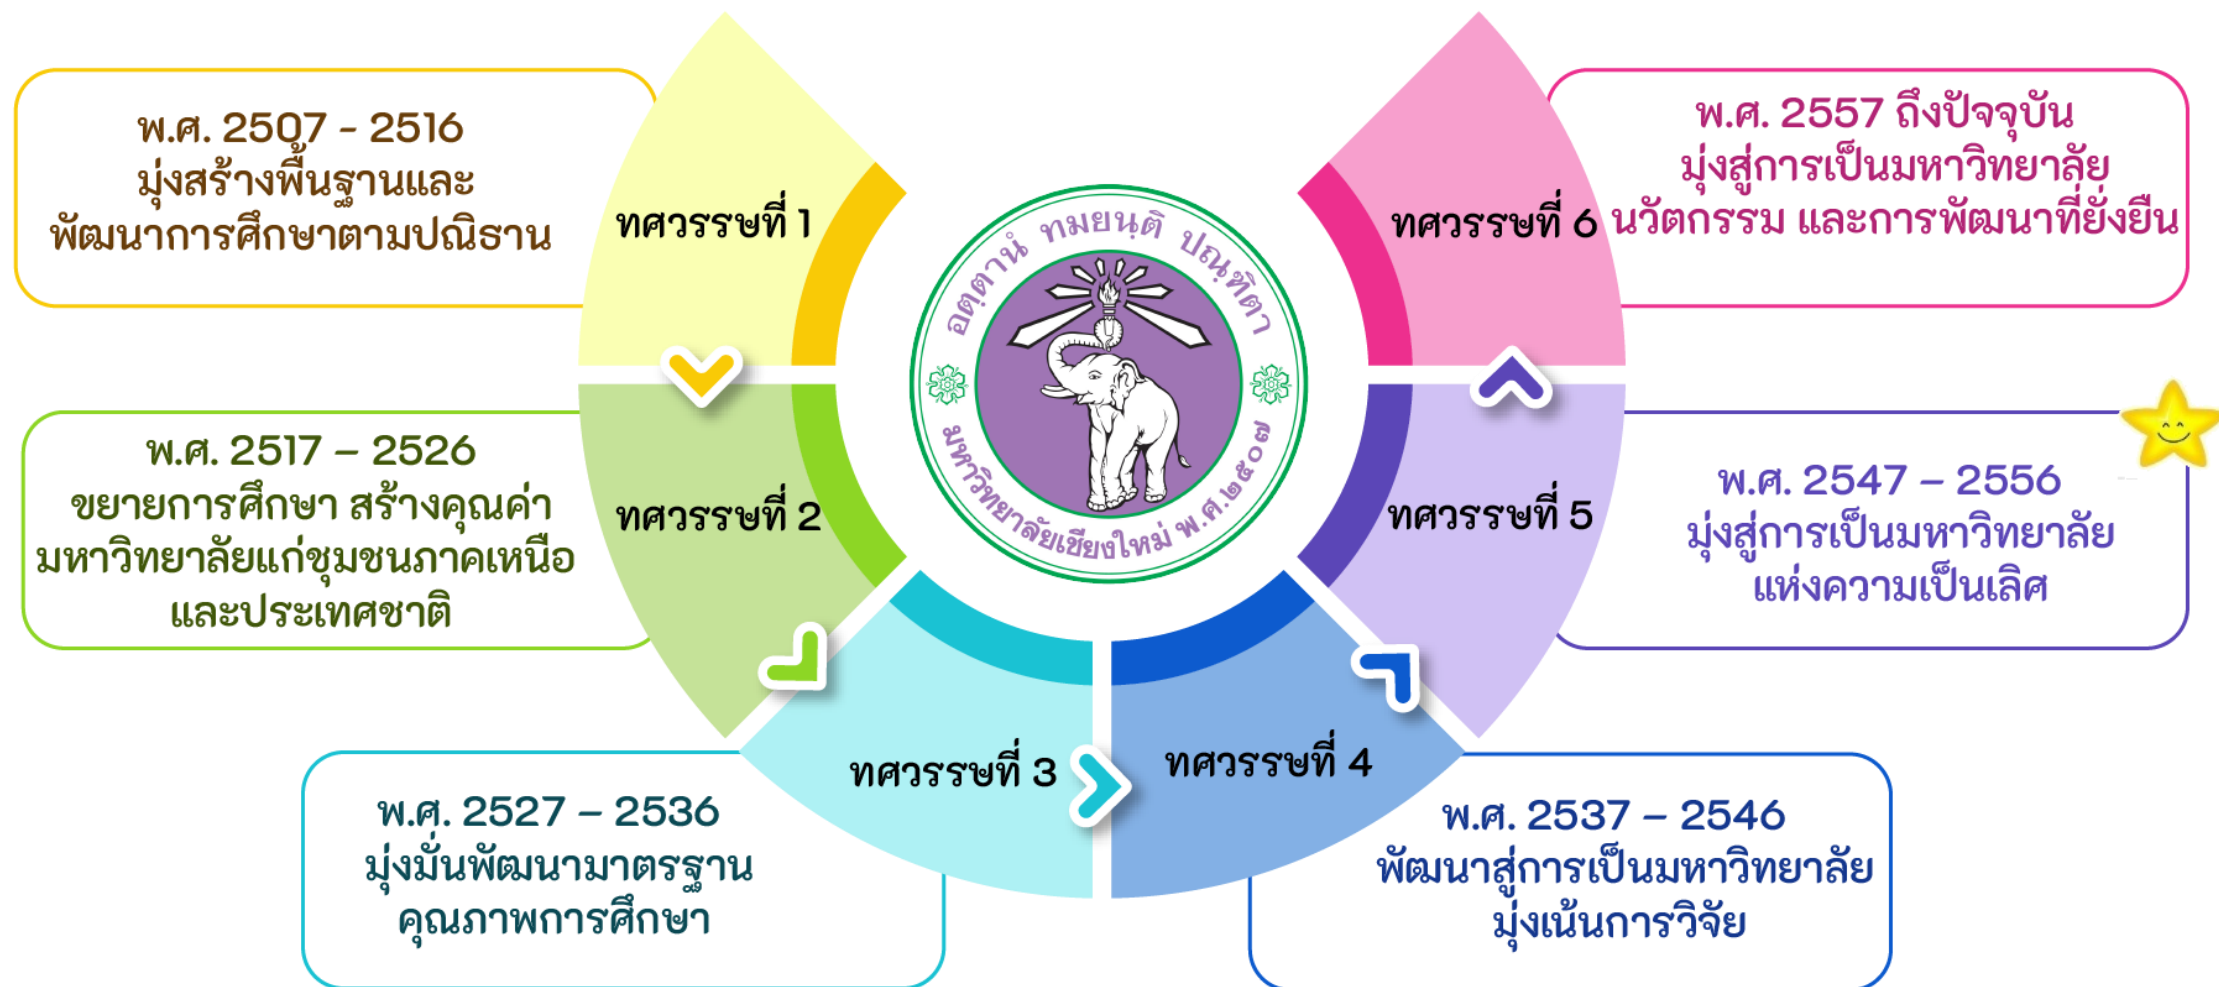 พ.ศ. 2507 - 2516
มุ่งสร้างพื้นฐานและ
พัฒนาการศึกษาตามปณิธาน
ทศวรรษที่ 1
พ.ศ. 2517 – 2526
ขยายการศึกษา สร้างคุณค่า
มหาวิทยาลัยแก่ชุมชนภาคเหนือ
และประเทศชาติ
ทศวรรษที่ 2
พ.ศ. 2527 – 2536
มุ่งมั่นพัฒนามาตรฐาน
คุณภาพการศึกษา
ทศวรรษที่ 3
ทศวรรษที่ 4
พ.ศ. 2537 – 2546
พัฒนาสู่การเป็นมหาวิทยาลัย
มุ่งเน้นการวิจัย
ทศวรรษที่ 5
พ.ศ. 2547 – 2556
มุ่งสู่การเป็นมหาวิทยาลัย
แห่งความเป็นเลิศ
ทศวรรษที่ 6
พ.ศ. 2557 ถึงปัจจุบัน
มุ่งสู่การเป็นมหาวิทยาลัย
นวัตกรรม และการพัฒนาที่ยั่งยืน
อตฺตานํ ทมยนฺติ ปณฺฑิตา
มหาวิทยาลัยเชียงใหม่ พ.ศ.๒๕๐๗